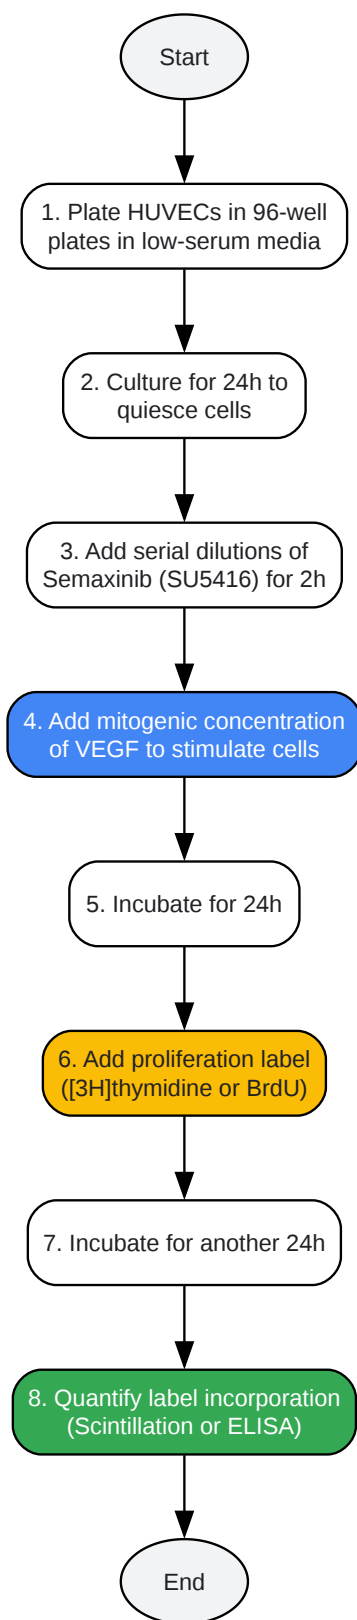 Start
1. Plate HUVECs in 96-well
plates in low-serum media
2. Culture for 24h to
quiesce cells
3. Add serial dilutions of
Semaxinib (SU5416) for 2h
4. Add mitogenic concentration
of VEGF to stimulate cells
5. Incubate for 24h
6. Add proliferation label
([3H]thymidine or BrdU)
7. Incubate for another 24h
8. Quantify label incorporation
(Scintillation or ELISA)
End